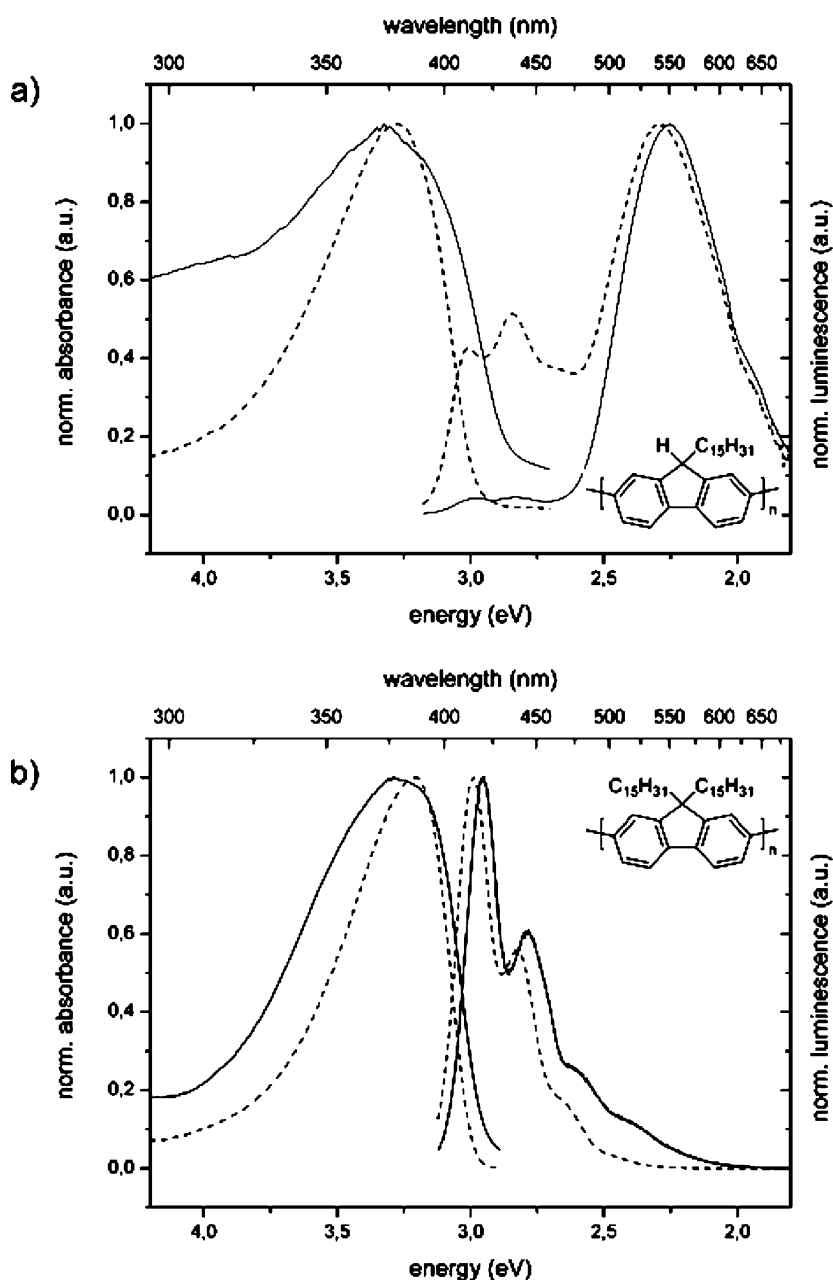 a)
wavelength (nm)
300 350 400 450 500 550 600 650
norm. absorbance (a.u.)
1,0
0,8
0,6
0,4
0,2
0,0
norm. luminescence (a.u.)
H C15H31
n
4,0 3,5 3,0 2,5 2,0
energy (eV)
b)
wavelength (nm)
300 350 400 450 500 550 600 650
norm. absorbance (a.u.)
1,0
0,8
0,6
0,4
0,2
0,0
norm. luminescence (a.u.)
C15H31 C15H31
n
4,0 3,5 3,0 2,5 2,0
energy (eV)